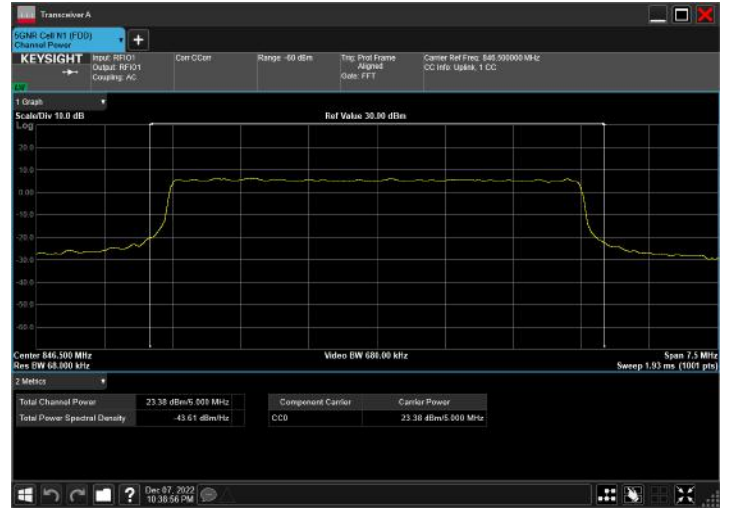 Transceiver A
5GNR Cell N1 (FDD)
Channel Power
KEYSIGHT
Input: RFIO1
Output: RFIO1
Coupling: AC
Corr CCorr
Range -60 dBm
Trig: Prot Frame
Aligned
Gate: FFT
Carrier Ref Freq: 846.500000 MHz
CC Info: Uplink, 1 CC
1 Graph
Scale/Div 10.0 dB
Ref Value 30.00 dBm
Log
20.0
10.0
0.00
-10.0
-20.0
-30.0
-40.0
-50.0
-60.0
Center 846.500 MHz
Video BW 680.00 kHz
Span 7.5 MHz
Res BW 68.000 kHz
Sweep 1.93 ms (1001 pts)
2 Metrics
Total Channel Power 23.38 dBm/5.000 MHz
Total Power Spectral Density -43.61 dBm/Hz
Component Carrier Carrier Power
CC0 23.38 dBm/5.000 MHz
Dec 07, 2022
10:38:56 PM